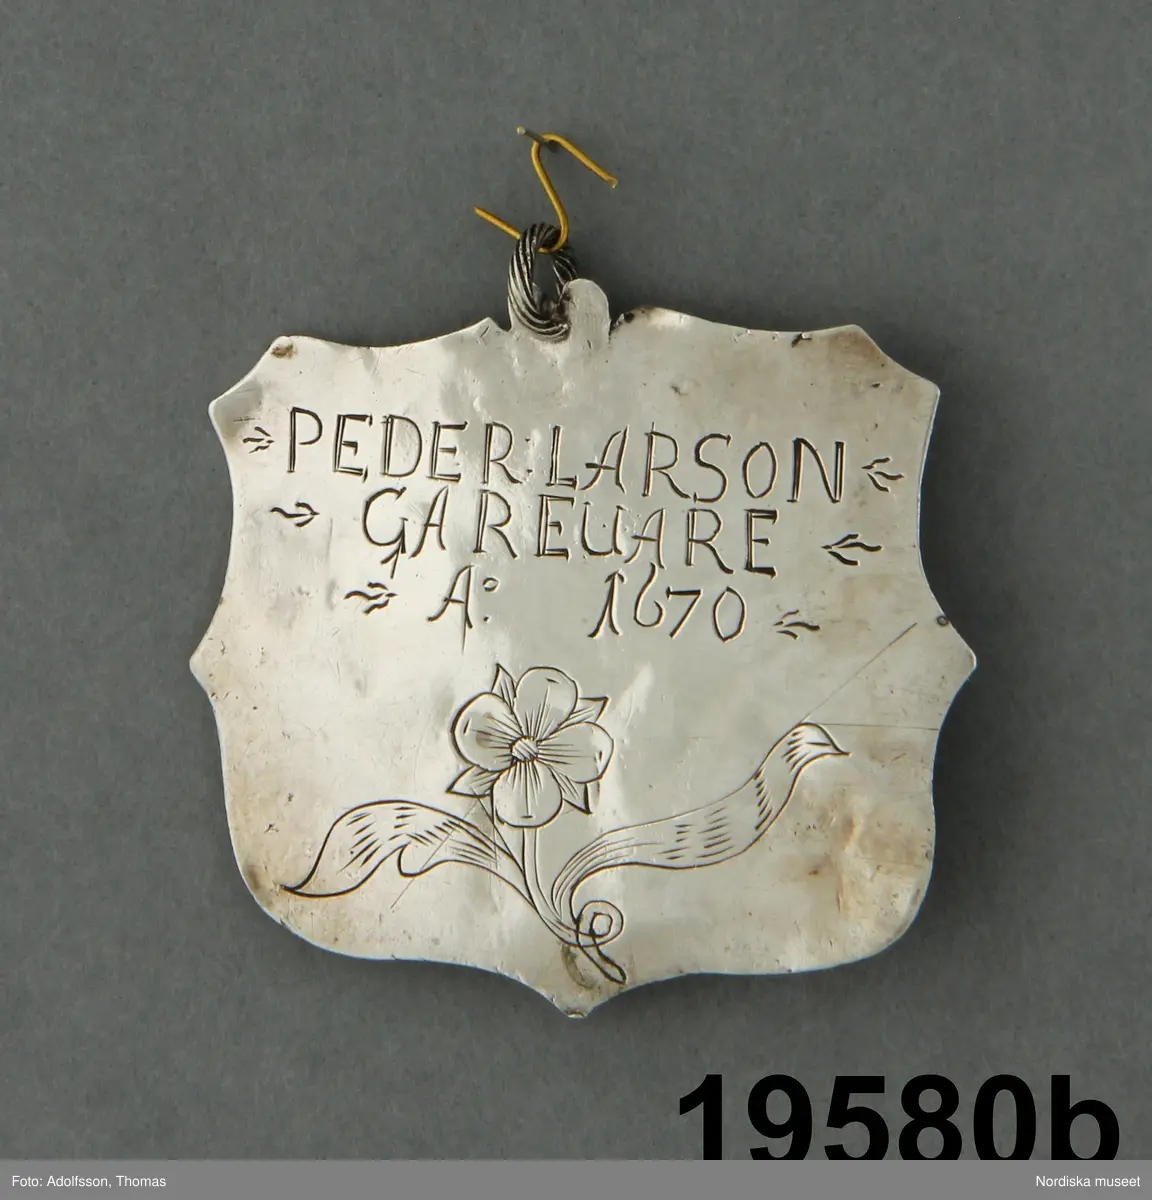 PEDER:LARSON
GAREUARE
A: 1670
19580b
Foto: Adolfsson, Thomas
Nordiska museet